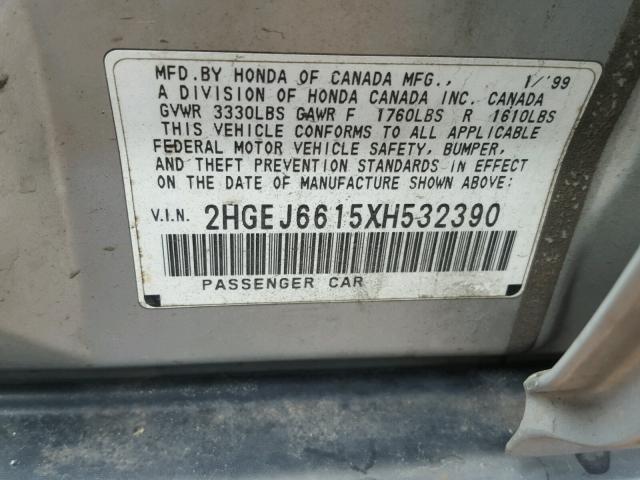 MFD. BY HONDA OF CANADA MFG., 1/'99
A DIVISION OF HONDA CANADA INC. CANADA
GVWR 3330LBS GAWR F 1760LBS R 1610LBS
THIS VEHICLE CONFORMS TO ALL APPLICABLE
FEDERAL MOTOR VEHICLE SAFETY, BUMPER,
AND THEFT PREVENTION STANDARDS IN EFFECT
ON THE DATE OF MANUFACTURE SHOWN ABOVE:
V.I.N. 2HGEJ6615XH532390
PASSENGER CAR